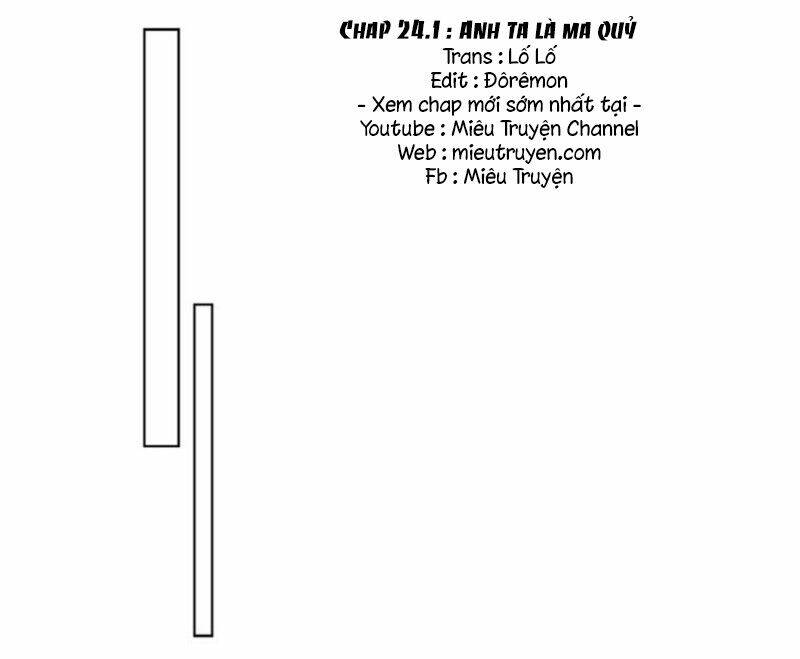 CHAP 24.1 : ANH TA LÀ MA QUỶ
Trans : Lố Lố
Edit : Đôrêmon
- Xem chap mới sớm nhất tại -
Youtube : Miêu Truyện Channel
Web : mieutruyen.com
Fb : Miêu Truyện